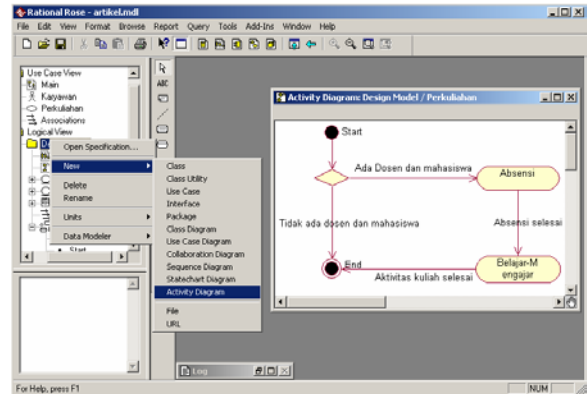 Rational Rose - artikel.mdl
File Edit View Format Browse Report Query Tools Add-Ins Window Help
Use Case View
Main
Karyawan
Perkuliahan
Associations
Logical View
ABC
Open Specification...
New
Delete
Rename
Units
Data Modeler
Start
Class
Class Utility
Use Case
Interface
Package
Class Diagram
Use Case Diagram
Collaboration Diagram
Sequence Diagram
Statechart Diagram
Activity Diagram
File
URL
Activity Diagram: Design Model / Perkuliahan
Start
Ada Dosen dan mahasiswa
Absensi
Tidak ada dosen dan mahasiswa
Absensi selesai
End
Aktivitas kuliah selesai
Belajar-M
engajar
Log
For Help, press F1
NUM